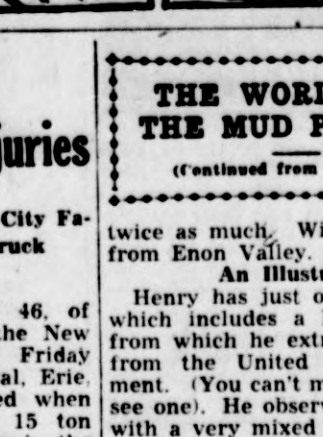 juries
City Fa-
ruck
46, of
the New
Friday
al, Erie,
ed when
15 ton
THE WORL
THE MUD P
(Continued from
twice as much. Wi
from Enon Valley.
An Illustr
Henry has just o
which includes a
from which he extr
from the United
ment. (You can't m
see one). He observ
with a very mixed